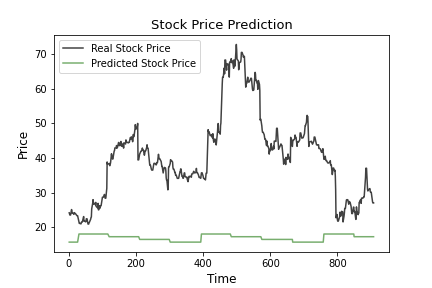 Stock Price Prediction
Real Stock Price
Predicted Stock Price
Price
70
60
50
40
30
20
0 200 400 600 800
Time